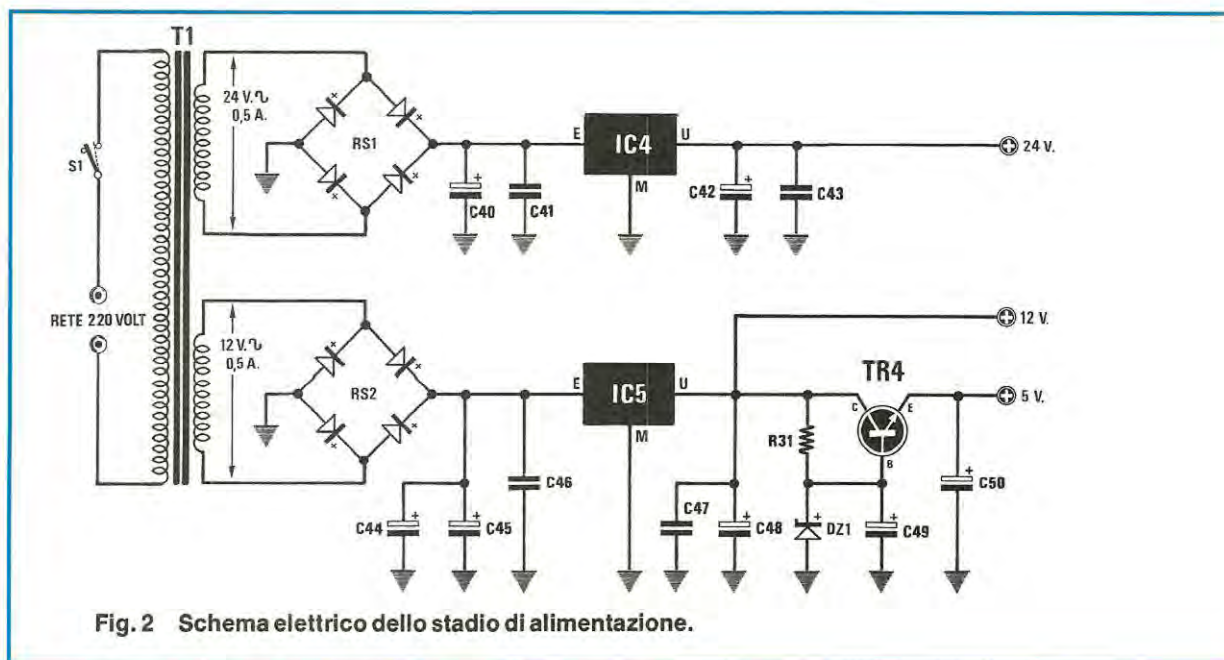 T1
24 V.∿
0,5 A.
RS1
S1
E
IC4
U
M
+
C40
C41
+
C42
C43
24 V.
RETE 220 VOLT
12 V.∿
0,5 A.
RS2
E
IC5
U
M
12 V.
TR4
C
E
B
5 V.
R31
+
C44
+
C45
C46
C47
+
C48
+
DZ1
+
C49
+
C50
Fig. 2 Schema elettrico dello stadio di alimentazione.